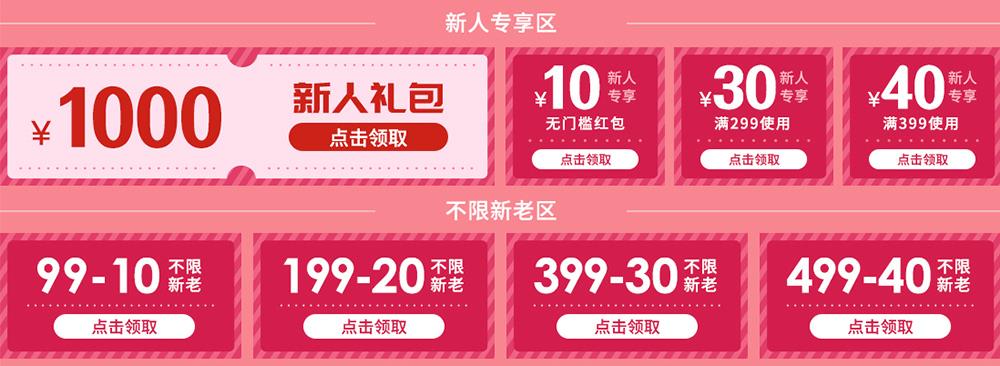 新人专享区
¥1000
新人礼包
点击领取
¥10
新人
专享
无门槛红包
点击领取
¥30
新人
专享
满299使用
点击领取
¥40
新人
专享
满399使用
点击领取
不限新老区
99-10
不限
新老
点击领取
199-20
不限
新老
点击领取
399-30
不限
新老
点击领取
499-40
不限
新老
点击领取